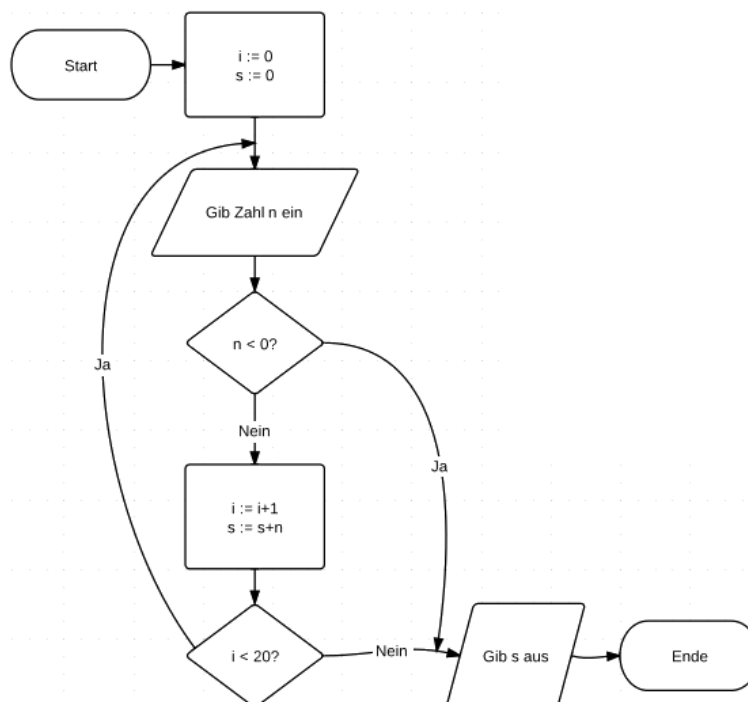 Start
i := 0
s := 0
Gib Zahl n ein
n < 0?
Ja
Nein
Ja
i := i+1
s := s+n
i < 20?
Nein
Gib s aus
Ende